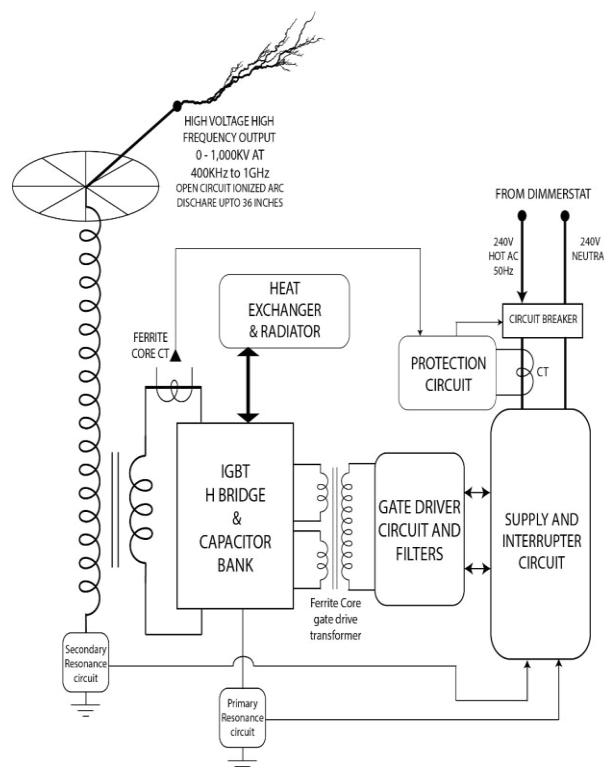 HIGH VOLTAGE HIGH
FREQUENCY OUTPUT
0 - 1,000KV AT
400KHz to 1GHz
OPEN CIRCUIT IONIZED ARC
DISCHARE UPTO 36 INCHES
FROM DIMMERSTAT
240V
HOT AC
50Hz
240V
NEUTRA
CIRCUIT BREAKER
HEAT
EXCHANGER
& RADIATOR
FERRITE
CORE CT
PROTECTION
CIRCUIT
CT
IGBT
H BRIDGE
&
CAPACITOR
BANK
GATE DRIVER
CIRCUIT AND
FILTERS
SUPPLY AND
INTERRUPTER
CIRCUIT
Ferrite Core
gate drive
transformer
Secondary
Resonance
circuit
Primary
Resonance
circuit